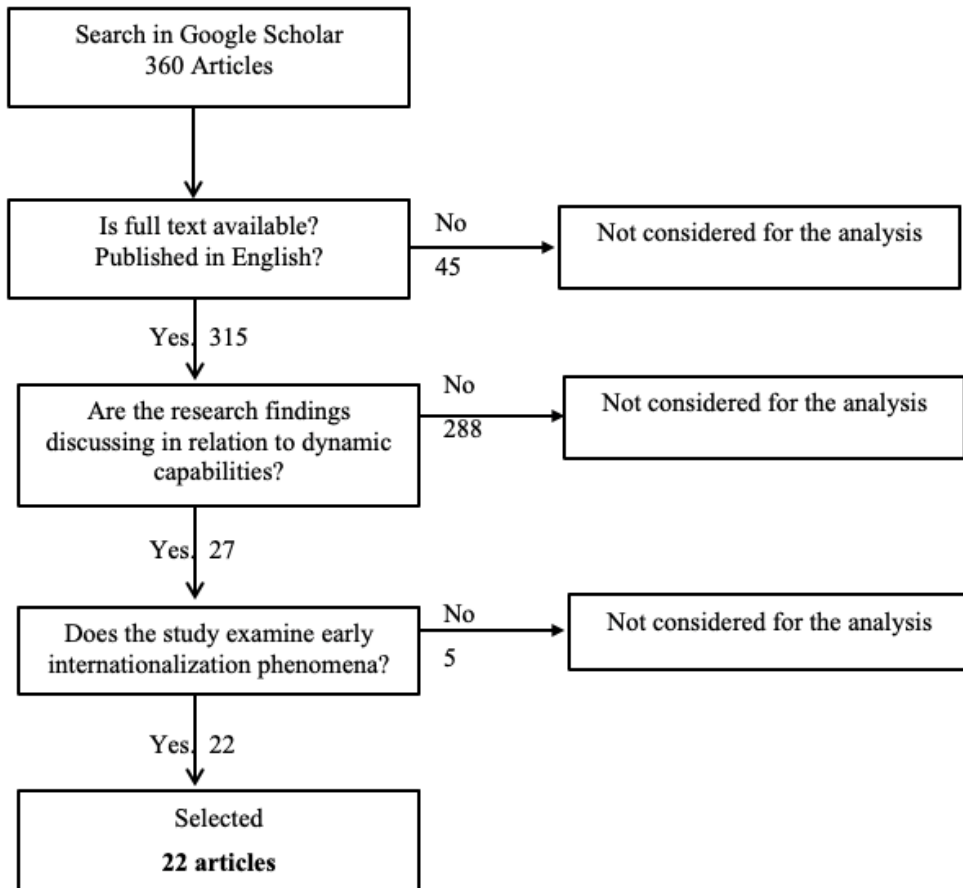 Search in Google Scholar
360 Articles
Is full text available?
Published in English?
No
45
Not considered for the analysis
Yes. 315
Are the research findings
discussing in relation to dynamic
capabilities?
No
288
Not considered for the analysis
Yes. 27
Does the study examine early
internationalization phenomena?
No
5
Not considered for the analysis
Yes. 22
Selected
22 articles